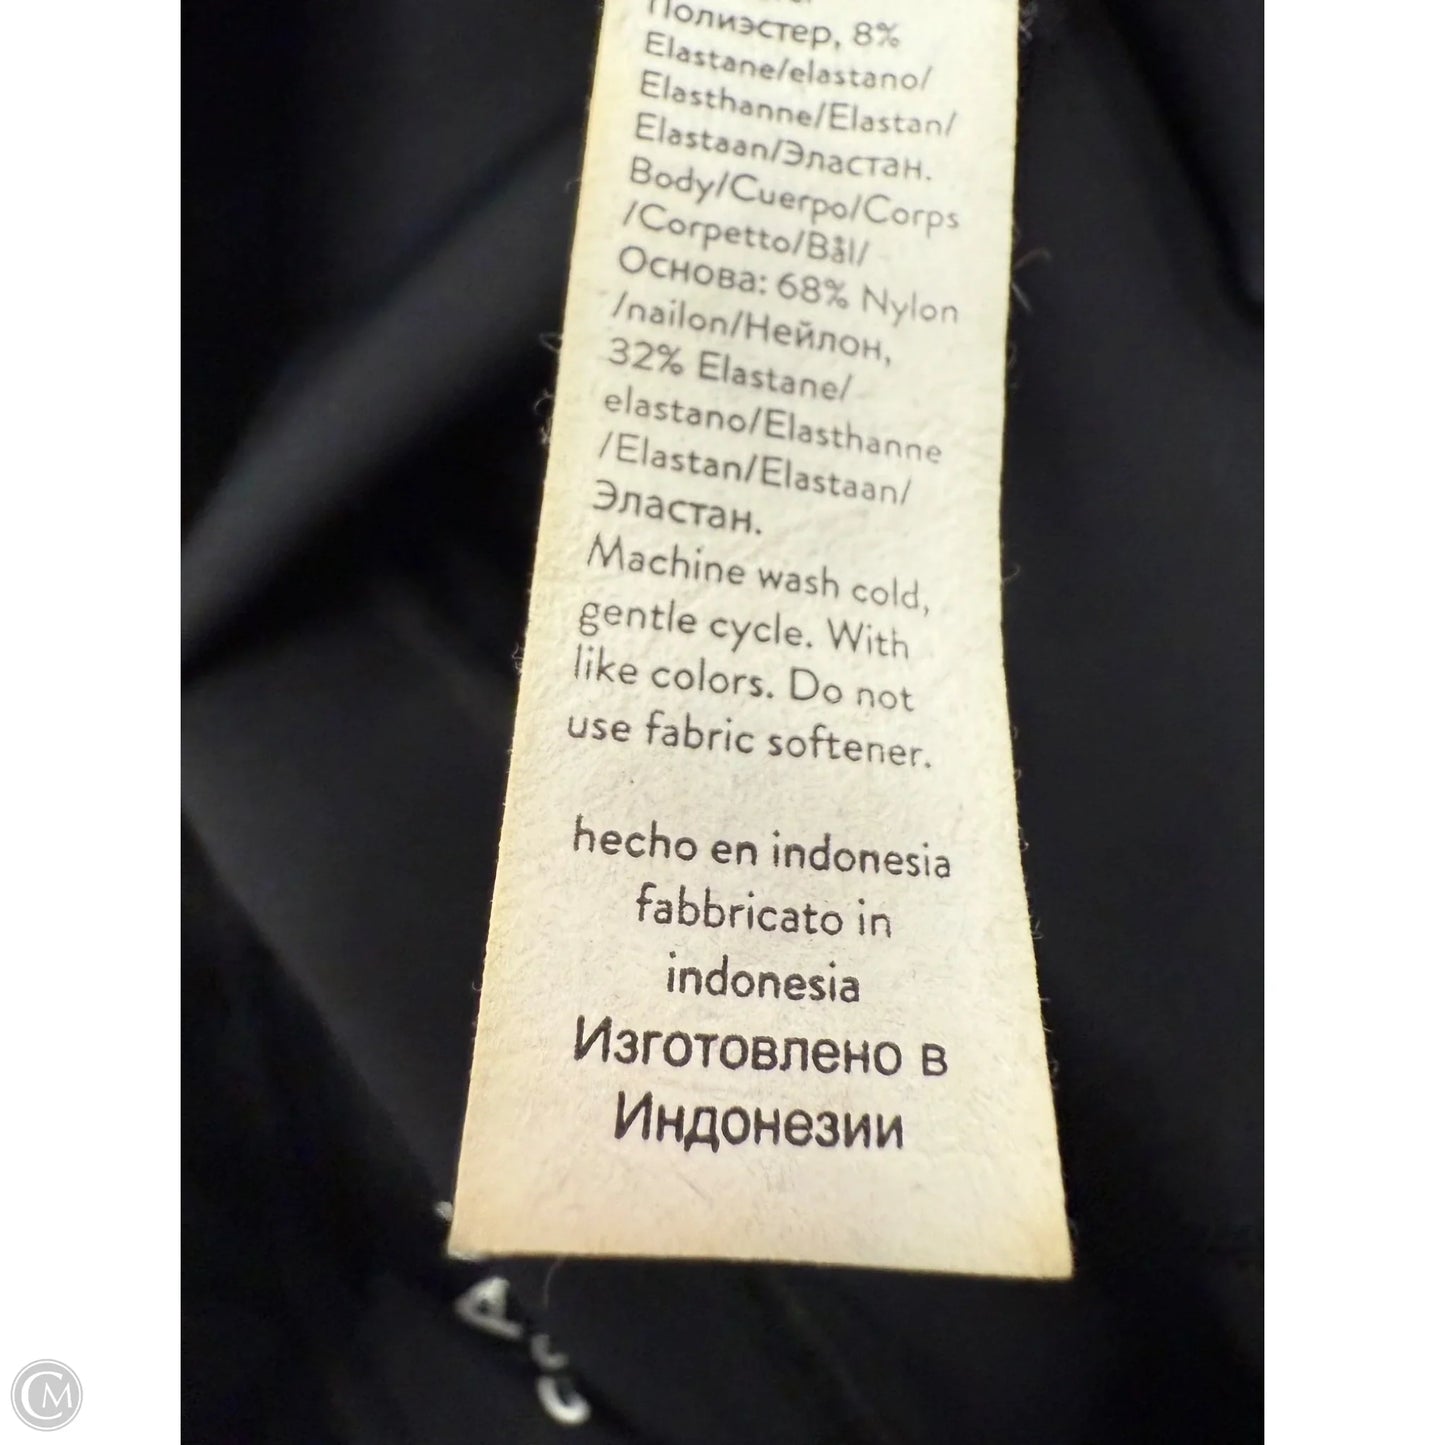 Полиэстер, 8%
Elastane/elastano/
Elasthanne/Elastan/
Elastaan/Эластан.
Body/Cuerpo/Corps
/Corpetto/Bål/
Основа: 68% Nylon
/nailon/Нейлон,
32% Elastane/
elastano/Elasthanne
/Elastan/Elastaan/
Эластан.
Machine wash cold,
gentle cycle. With
like colors. Do not
use fabric softener.
hecho en indonesia
fabbricato in
indonesia
Изготовлено в
Индонезии
CM